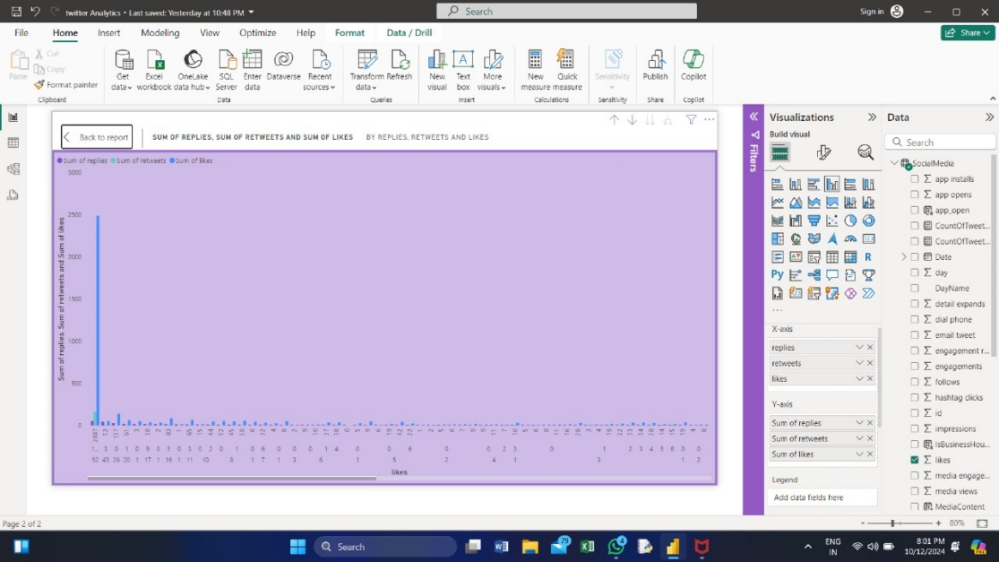 twitter Analytics • Last saved: Yesterday at 10:48 PM
Search
Sign in
File Home Insert Modeling View Optimize Help Format Data / Drill
Share
Paste
Cut
Copy
Format painter
Clipboard
Get data
Excel workbook
OneLake data hub
SQL Server
Enter data
Dataverse
Recent sources
Data
Transform data
Refresh
Queries
New visual
Text box
More visuals
Insert
New measure
Quick measure
Calculations
Sensitivity
Sensitivity
Publish
Share
Copilot
Copilot
Back to report
SUM OF REPLIES, SUM OF RETWEETS AND SUM OF LIKES BY REPLIES, RETWEETS AND LIKES
Sum of replies Sum of retweets Sum of likes
Sum of replies, Sum of retweets and Sum of likes
3000
2500
2000
1500
1000
500
0
likes
Filters
Visualizations
Build visual
R
Py
123
...
X-axis
replies
retweets
likes
Y-axis
Sum of replies
Sum of retweets
Sum of likes
Legend
Add data fields here
Data
Search
SocialMedia
app installs
app opens
app_open
CountOfTweet...
CountOfTweet...
Date
day
DayName
detail expands
dial phone
email tweet
engagement r...
engagements
follows
hashtag clicks
id
impressions
IsBusinessHou...
likes
media engage...
media views
MediaContent
Page 2 of 2
80%
Search
79
4
ENG
IN
8:01 PM
10/12/2024